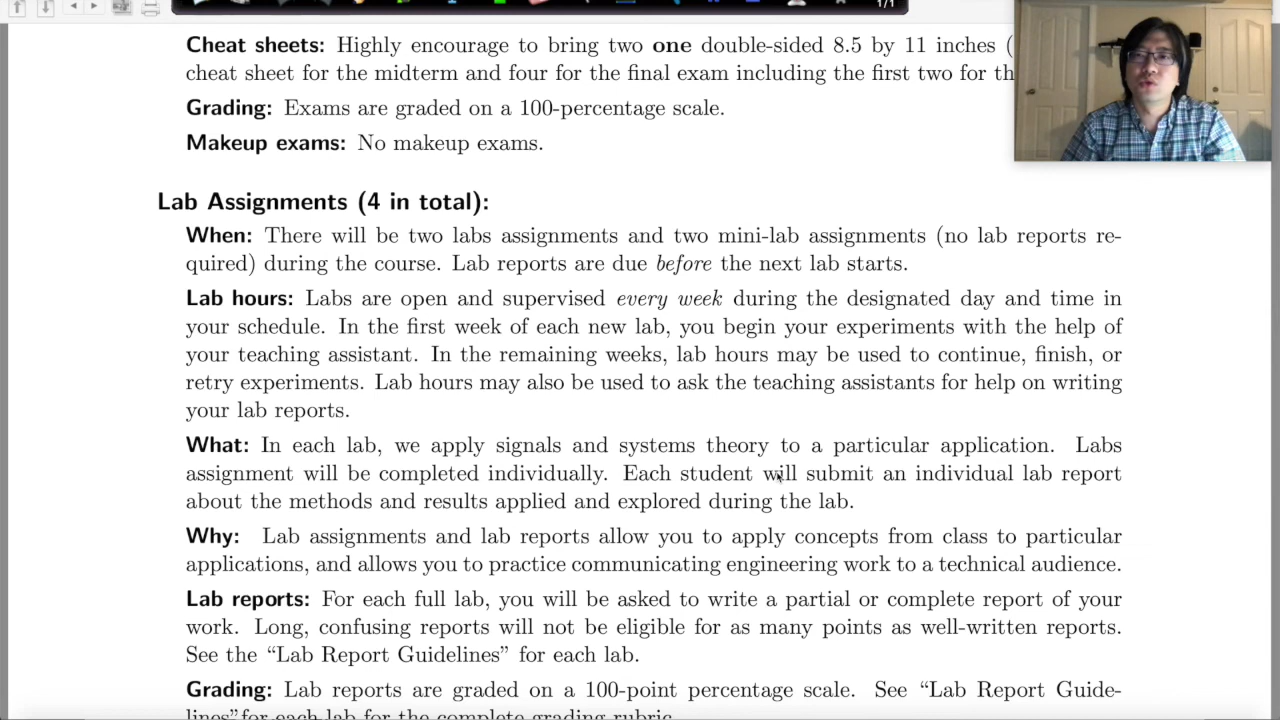 1/1
Cheat sheets: Highly encourage to bring two one double-sided 8.5 by 11 inches (
cheat sheet for the midterm and four for the final exam including the first two for th
Grading: Exams are graded on a 100-percentage scale.
Makeup exams: No makeup exams.
Lab Assignments (4 in total):
When: There will be two labs assignments and two mini-lab assignments (no lab reports re-
quired) during the course. Lab reports are due before the next lab starts.
Lab hours: Labs are open and supervised every week during the designated day and time in
your schedule. In the first week of each new lab, you begin your experiments with the help of
your teaching assistant. In the remaining weeks, lab hours may be used to continue, finish, or
retry experiments. Lab hours may also be used to ask the teaching assistants for help on writing
your lab reports.
What: In each lab, we apply signals and systems theory to a particular application. Labs
assignment will be completed individually. Each student will submit an individual lab report
about the methods and results applied and explored during the lab.
Why: Lab assignments and lab reports allow you to apply concepts from class to particular
applications, and allows you to practice communicating engineering work to a technical audience.
Lab reports: For each full lab, you will be asked to write a partial or complete report of your
work. Long, confusing reports will not be eligible for as many points as well-written reports.
See the “Lab Report Guidelines” for each lab.
Grading: Lab reports are graded on a 100-point percentage scale. See “Lab Report Guide-
lines”for each lab for the complete grading rubric.